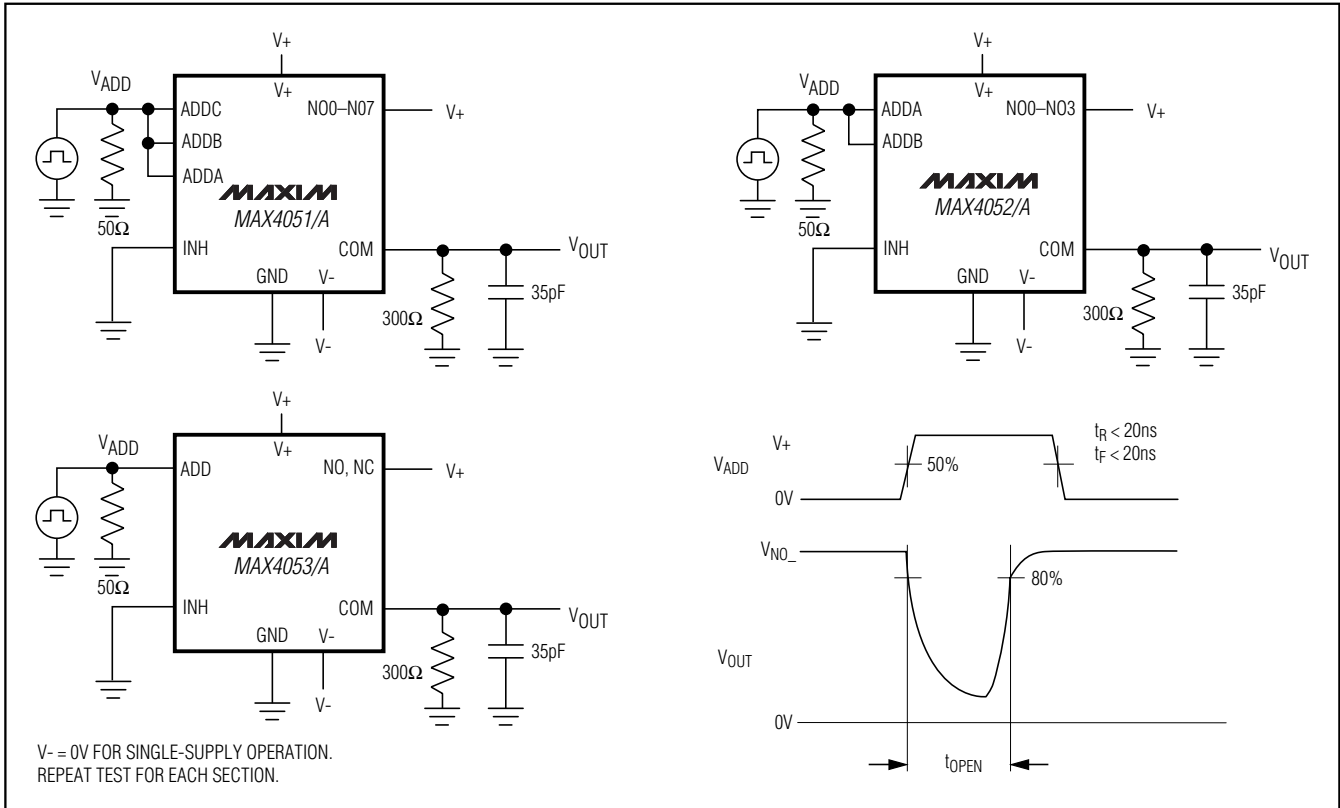 V+
V+
VADD
ADDC
ADDB
ADDA
NO0–N07
V+
MAXIM
MAX4051/A
50Ω
INH
COM
GND
V-
V-
300Ω
35pF
VOUT
V+
V+
VADD
ADDA
ADDB
NO0–NO3
V+
MAXIM
MAX4052/A
50Ω
INH
COM
GND
V-
V-
300Ω
35pF
VOUT
V+
V+
VADD
ADD
NO, NC
V+
MAXIM
MAX4053/A
50Ω
INH
COM
GND
V-
V-
300Ω
35pF
VOUT
V+
VADD
0V
50%
tR < 20ns
tF < 20ns
VNO_
80%
VOUT
0V
tOPEN
V- = 0V FOR SINGLE-SUPPLY OPERATION.
REPEAT TEST FOR EACH SECTION.